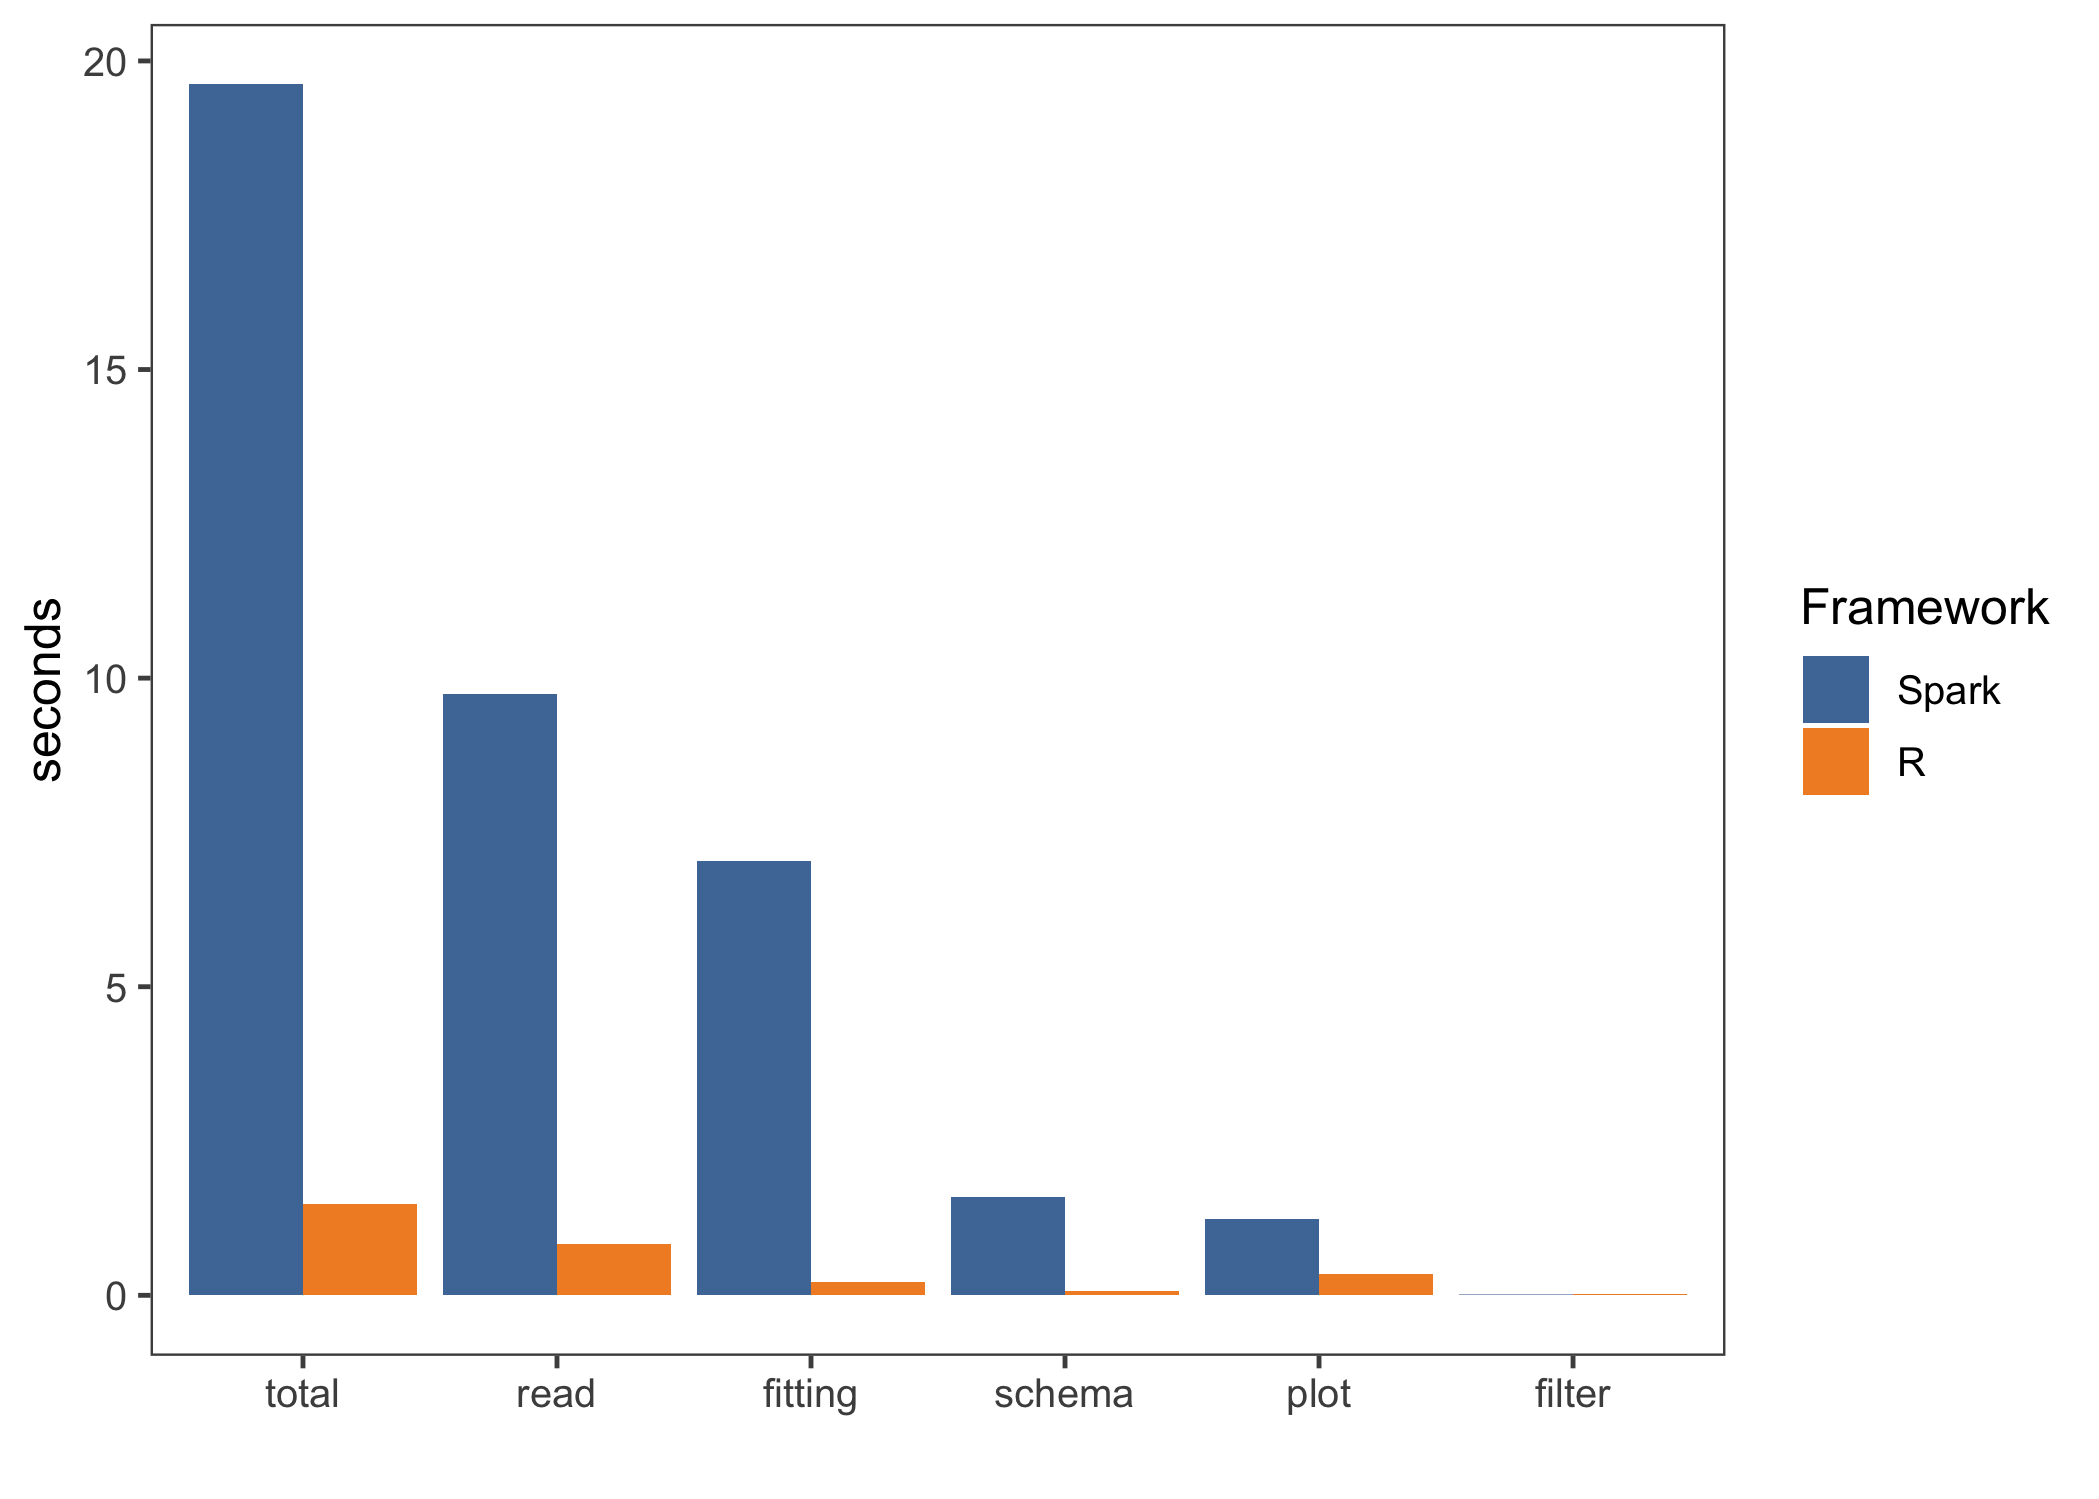 20
15
10
5
0
seconds
total read fitting schema plot filter
Framework
Spark
R